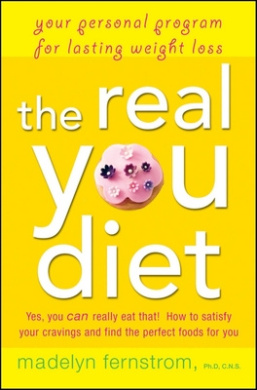 your personal program
for lasting weight loss
the real
you
diet
Yes, you can really eat that! How to satisfy
your cravings and find the perfect foods for you
madelyn fernstrom, Ph.D, C.N.S.